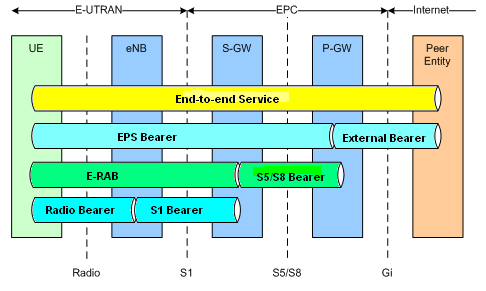 E-UTRAN EPC Internet
UE eNB S-GW P-GW Peer
Entity
End-to-end Service
EPS Bearer External Bearer
E-RAB S5/S8 Bearer
Radio Bearer S1 Bearer
Radio S1 S5/S8 Gi